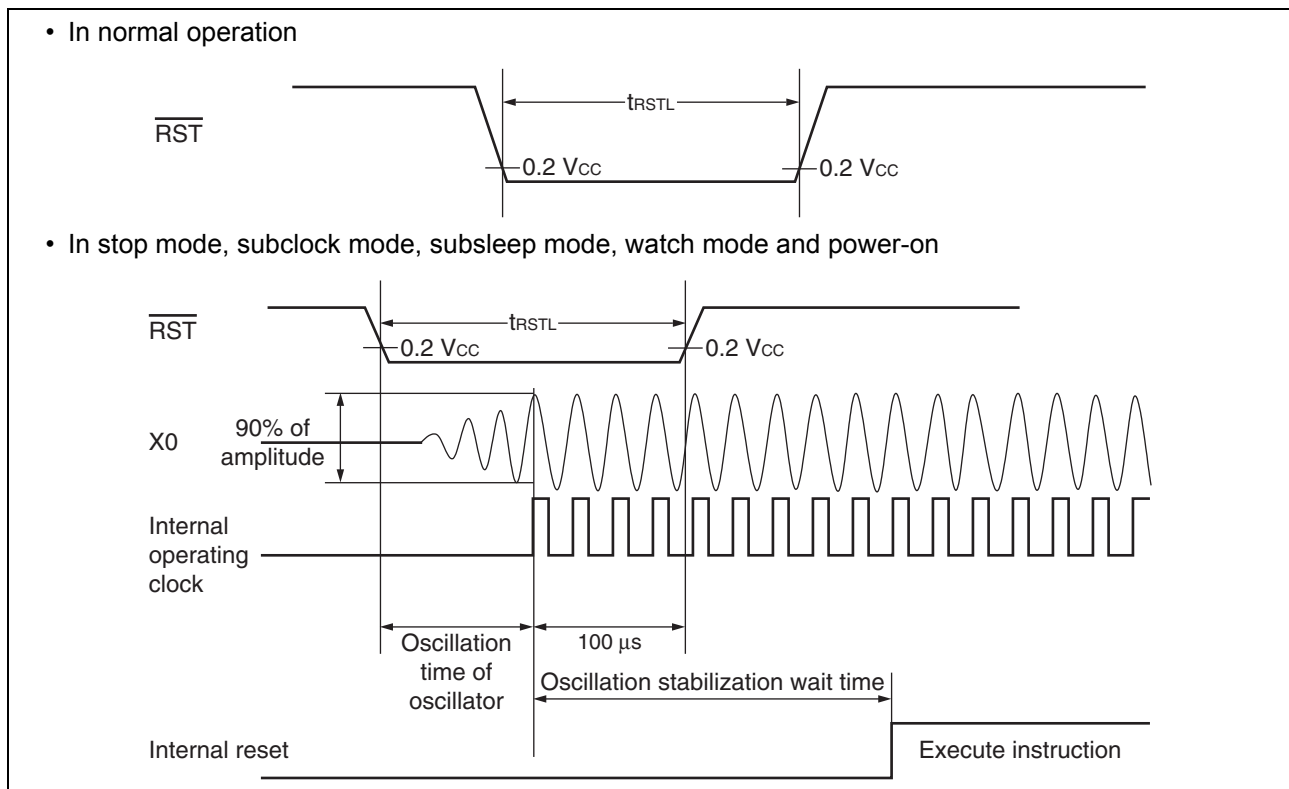 • In normal operation
tRSTL
RST
0.2 VCC
0.2 VCC
• In stop mode, subclock mode, subsleep mode, watch mode and power-on
RST
tRSTL
0.2 VCC
0.2 VCC
X0
90% of
amplitude
Internal
operating
clock
Oscillation
time of
oscillator
100 μs
Oscillation stabilization wait time
Internal reset
Execute instruction